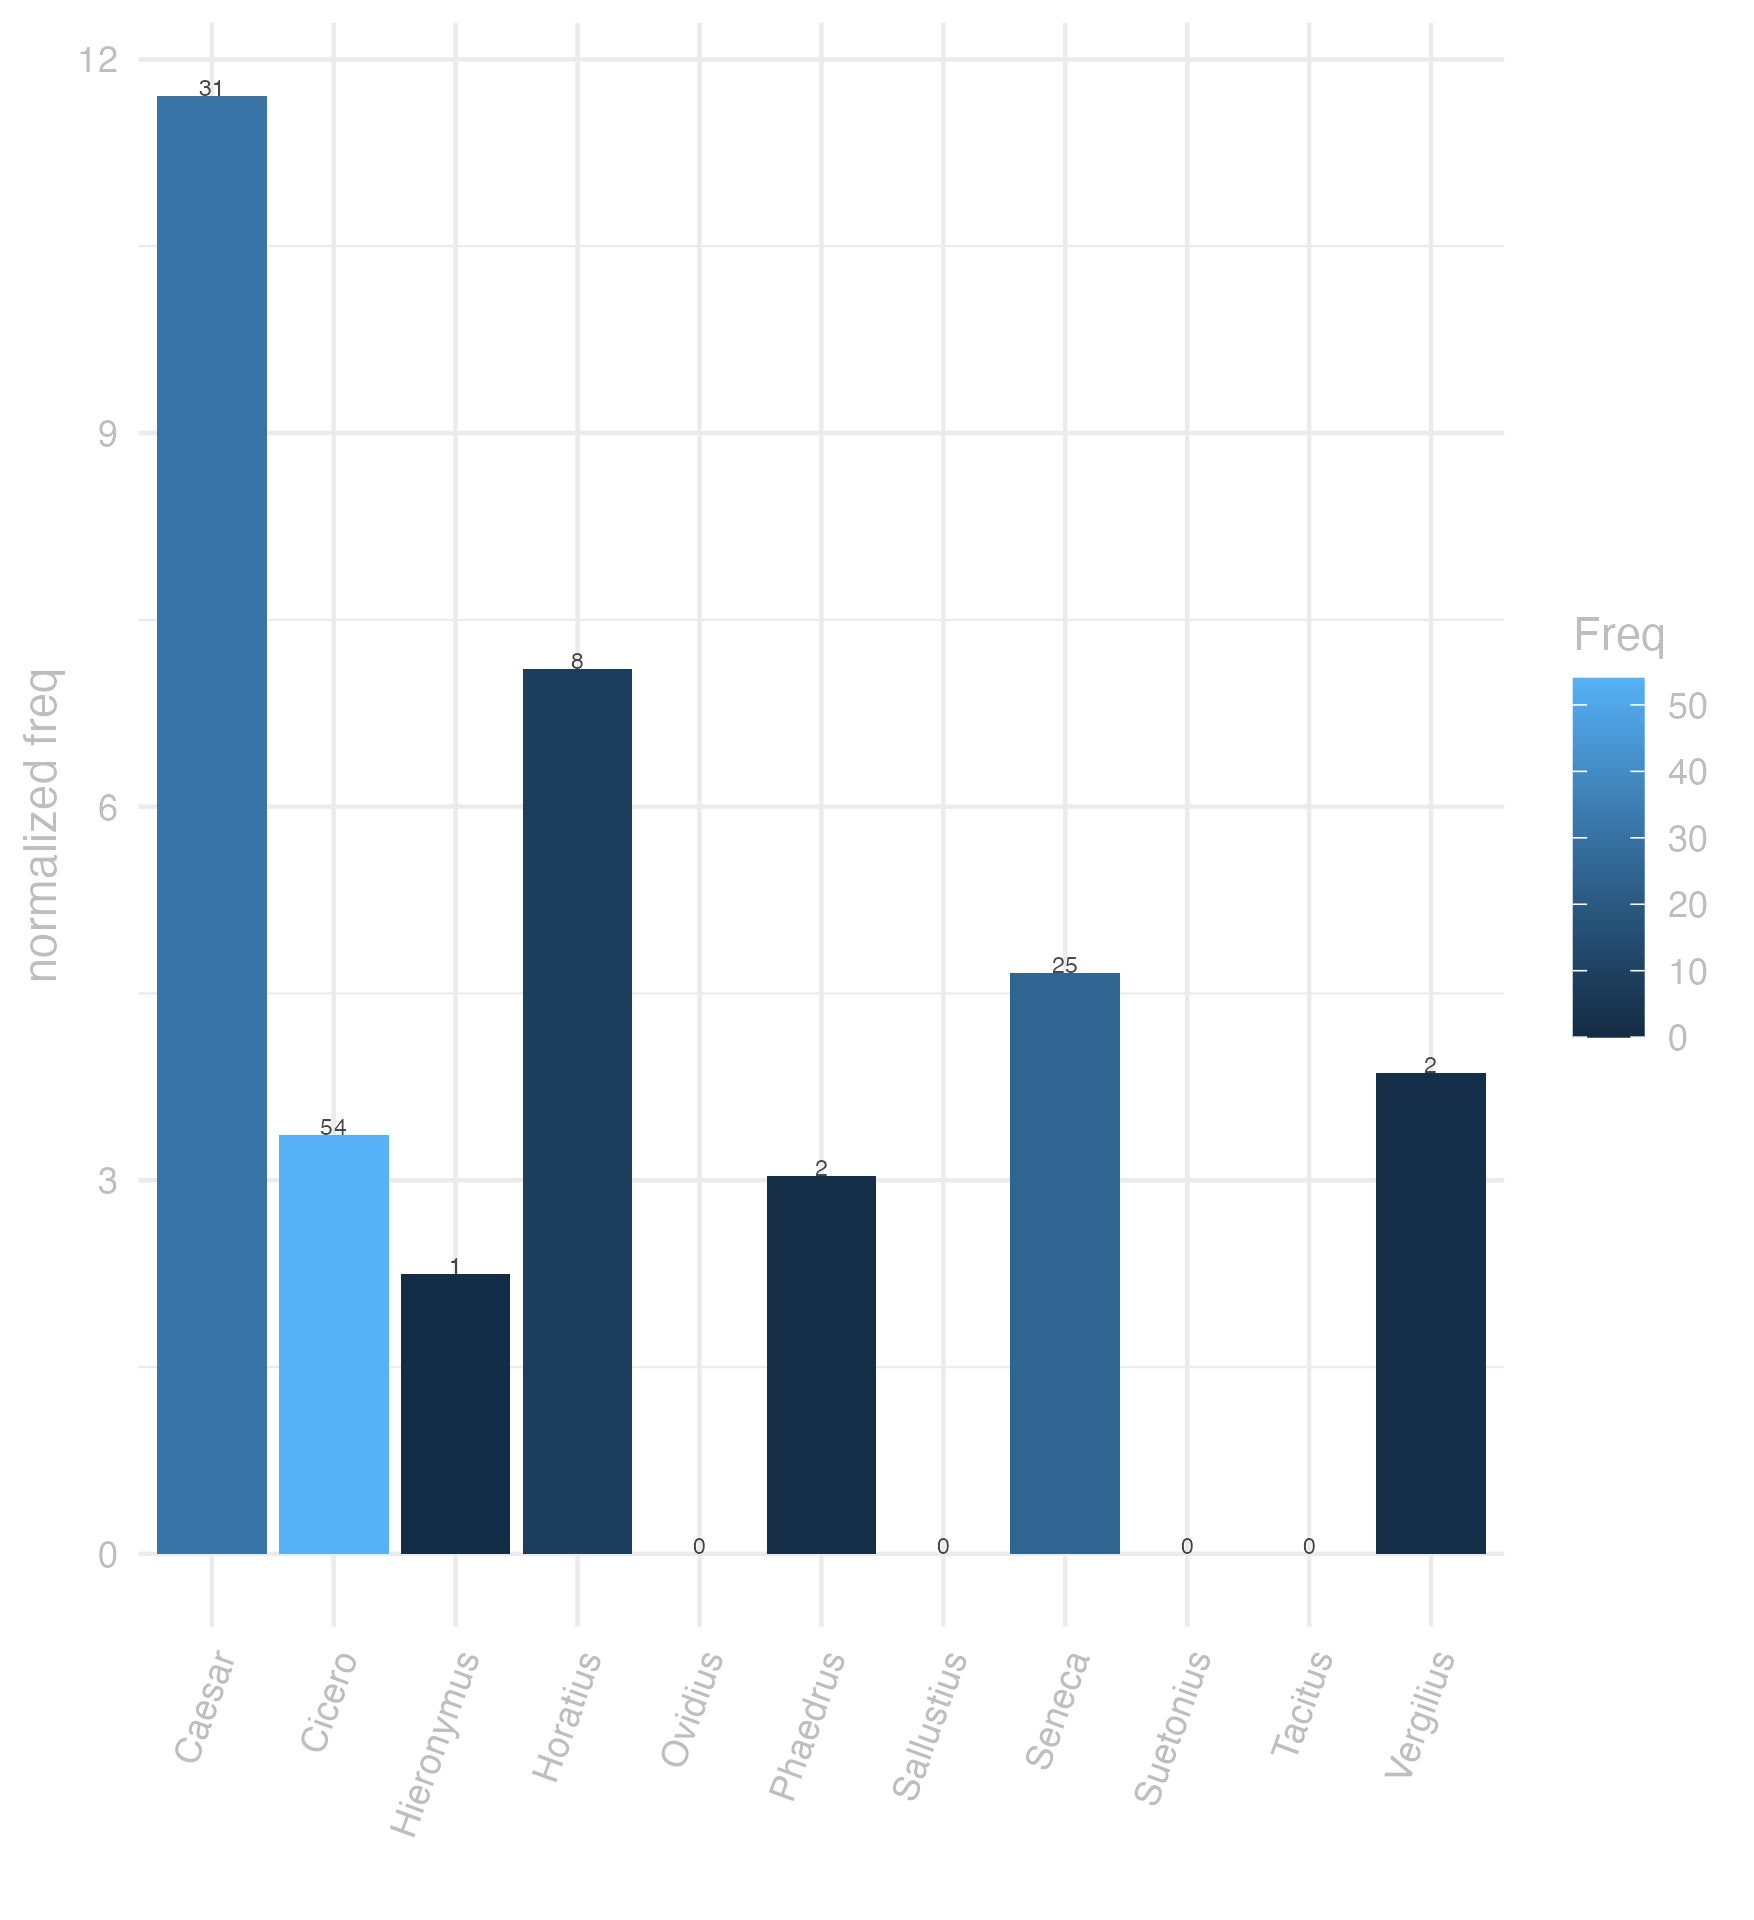 normalized freq
12
9
6
3
0
31
54
1
8
0
2
0
25
0
0
2
Caesar
Cicero
Hieronymus
Horatius
Ovidius
Phaedrus
Sallustius
Seneca
Suetonius
Tacitus
Vergilius
Freq
50
40
30
20
10
0